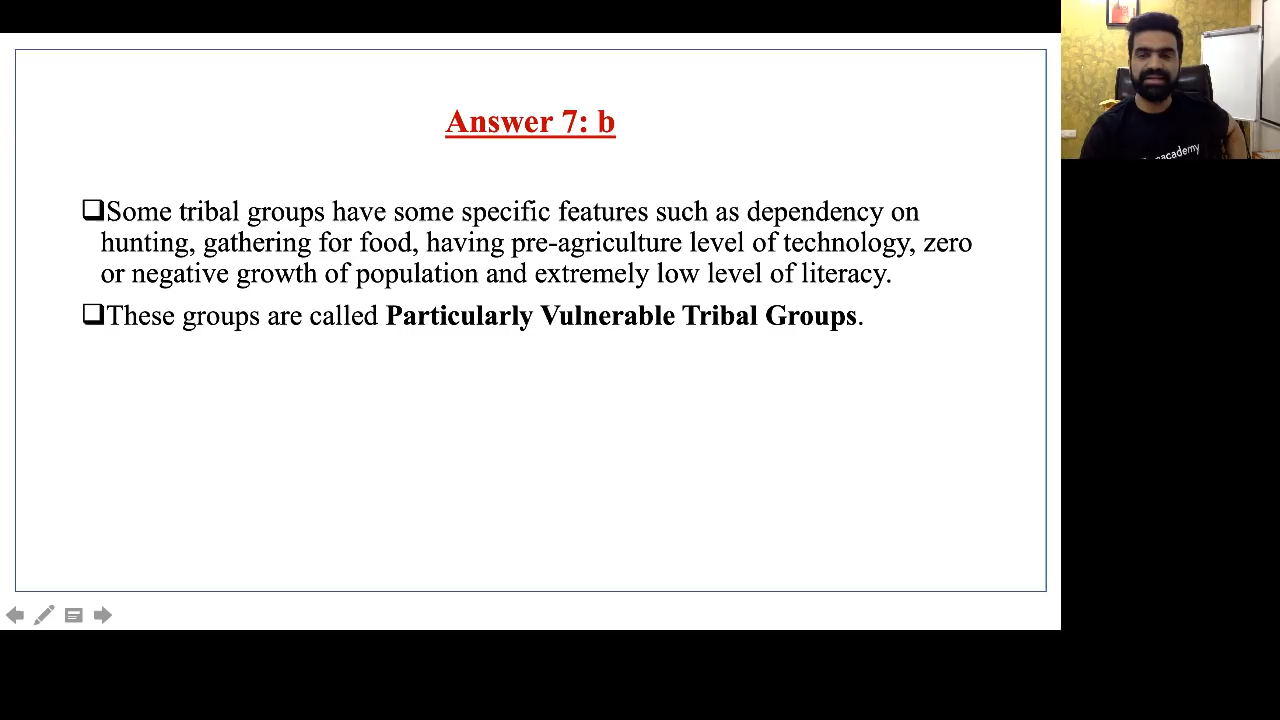 Answer 7: b
❑Some tribal groups have some specific features such as dependency on
hunting, gathering for food, having pre-agriculture level of technology, zero
or negative growth of population and extremely low level of literacy.
❑These groups are called Particularly Vulnerable Tribal Groups.
academy